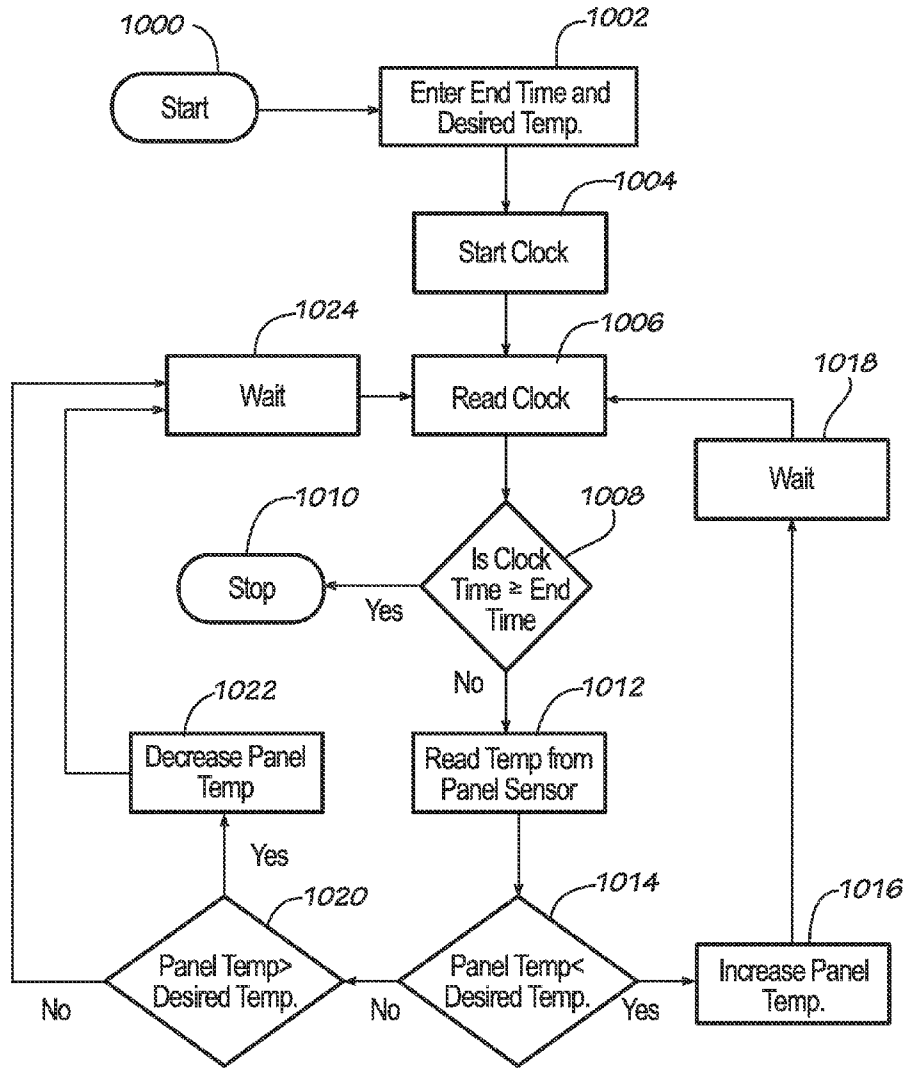 1000
Start
1002
Enter End Time and
Desired Temp.
1004
Start Clock
1024
Wait
1006
Read Clock
1018
Wait
1010
Stop
Yes
1008
Is Clock
Time ≥ End
Time
No
1022
Decrease Panel
Temp
1012
Read Temp from
Panel Sensor
Yes
1020
Panel Temp>
Desired Temp.
No
1014
Panel Temp<
Desired Temp.
No
Yes
1016
Increase Panel
Temp.